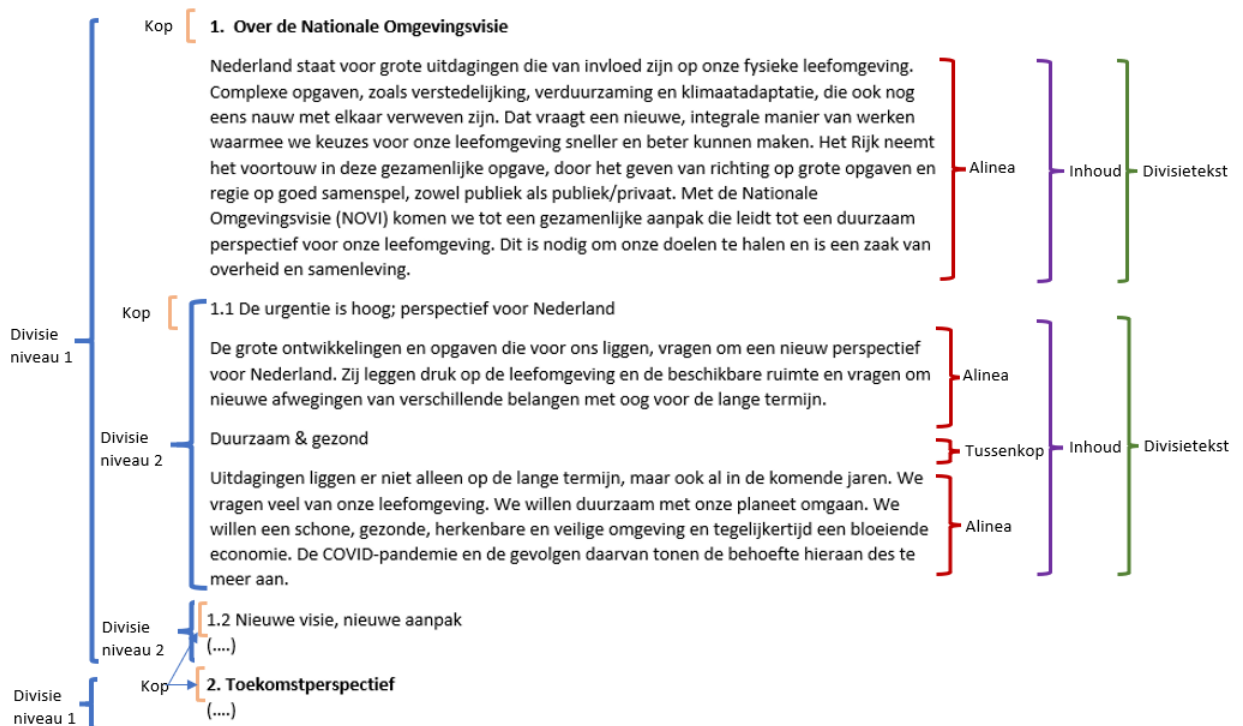 Kop
1. Over de Nationale Omgevingsvisie
Nederland staat voor grote uitdagingen die van invloed zijn op onze fysieke leefomgeving.
Complexe opgaven, zoals verstedelijking, verduurzaming en klimaatadaptatie, die ook nog
eens nauw met elkaar verweven zijn. Dat vraagt een nieuwe, integrale manier van werken
waarmee we keuzes voor onze leefomgeving sneller en beter kunnen maken. Het Rijk neemt
het voortouw in deze gezamenlijke opgave, door het geven van richting op grote opgaven en
regie op goed samenspel, zowel publiek als publiek/privaat. Met de Nationale
Omgevingsvisie (NOVI) komen we tot een gezamenlijke aanpak die leidt tot een duurzaam
perspectief voor onze leefomgeving. Dit is nodig om onze doelen te halen en is een zaak van
overheid en samenleving.
Alinea
Inhoud
Divisietekst
Divisie
niveau 1
Kop
1.1 De urgentie is hoog; perspectief voor Nederland
De grote ontwikkelingen en opgaven die voor ons liggen, vragen om een nieuw perspectief
voor Nederland. Zij leggen druk op de leefomgeving en de beschikbare ruimte en vragen om
nieuwe afwegingen van verschillende belangen met oog voor de lange termijn.
Alinea
Divisie
niveau 2
Duurzaam & gezond
Tussenkop
Inhoud
Divisietekst
Uitdagingen liggen er niet alleen op de lange termijn, maar ook al in de komende jaren. We
vragen veel van onze leefomgeving. We willen duurzaam met onze planeet omgaan. We
willen een schone, gezonde, herkenbare en veilige omgeving en tegelijkertijd een bloeiende
economie. De COVID-pandemie en de gevolgen daarvan tonen de behoefte hieraan des te
meer aan.
Alinea
Divisie
niveau 2
1.2 Nieuwe visie, nieuwe aanpak
(....)
Divisie
niveau 1
Kop
2. Toekomstperspectief
(....)